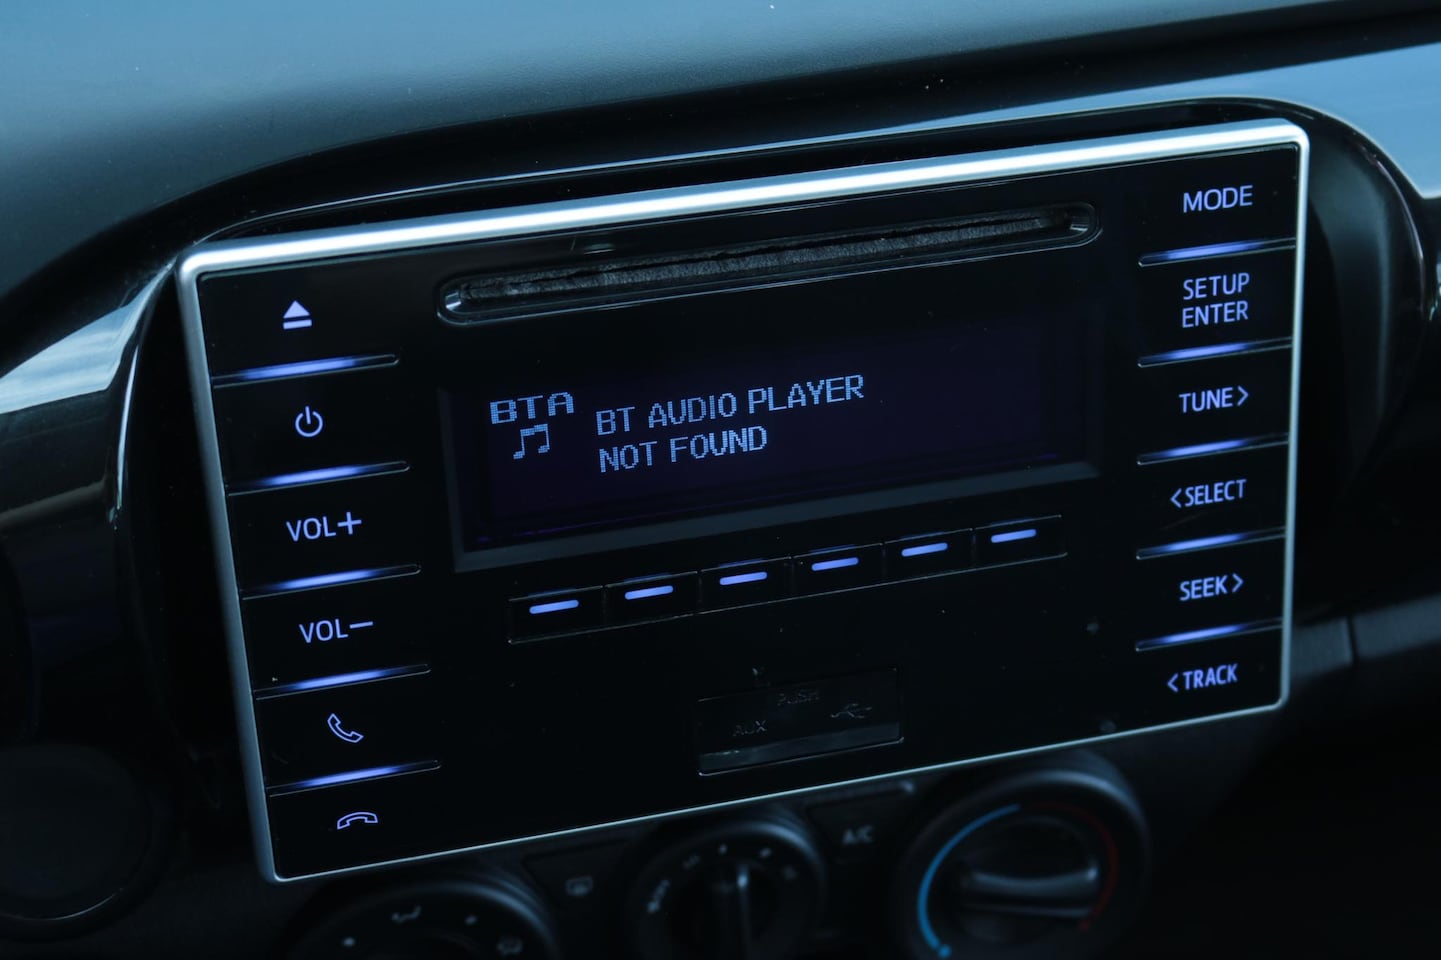 MODE
SETUP
ENTER
TUNE>
<SELECT
SEEK>
<TRACK
VOL+
VOL−
BTA
BT AUDIO PLAYER
NOT FOUND
PUSH
AUX
A/C